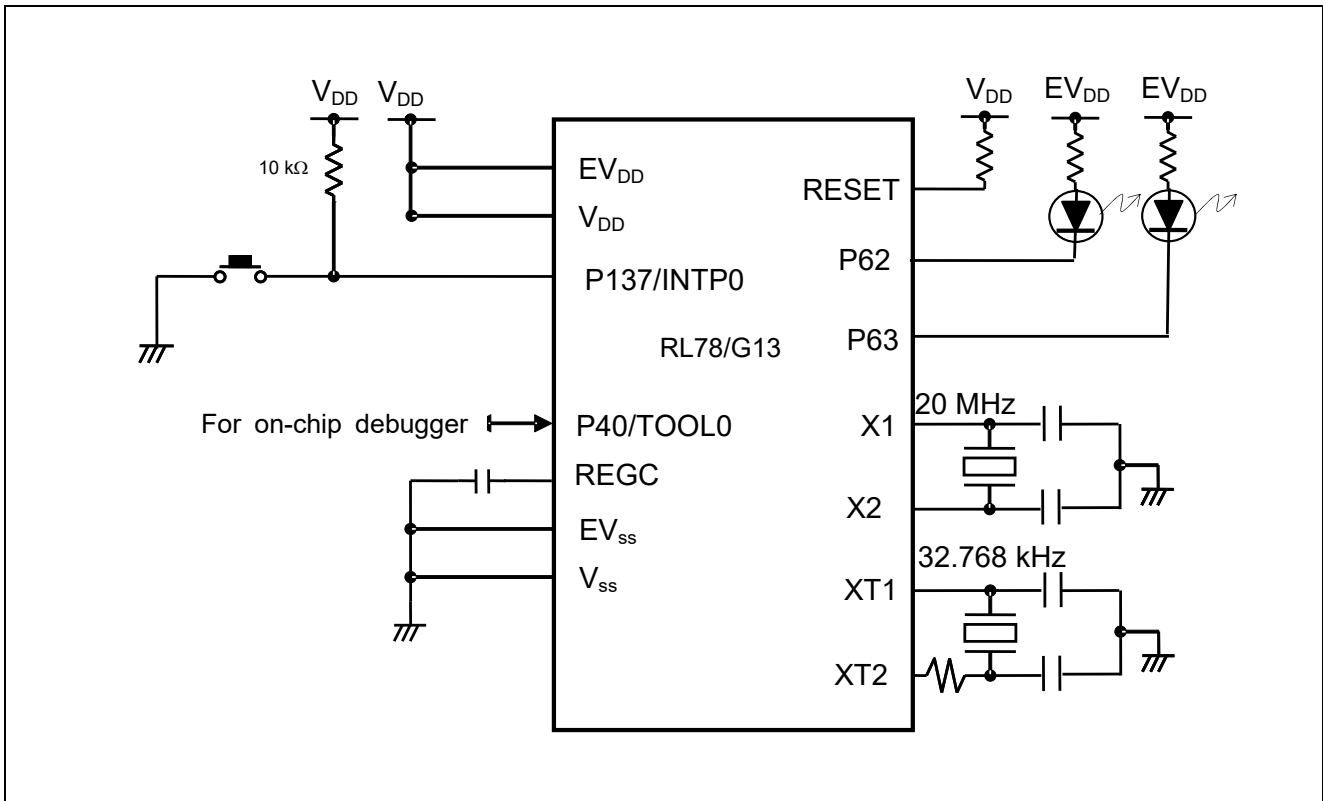 VDD
VDD
VDD
EVDD
EVDD
10 kΩ
EVDD
RESET
VDD
P62
P137/INTP0
RL78/G13
P63
20 MHz
For on-chip debugger
P40/TOOL0
X1
REGC
X2
EVss
32.768 kHz
Vss
XT1
XT2